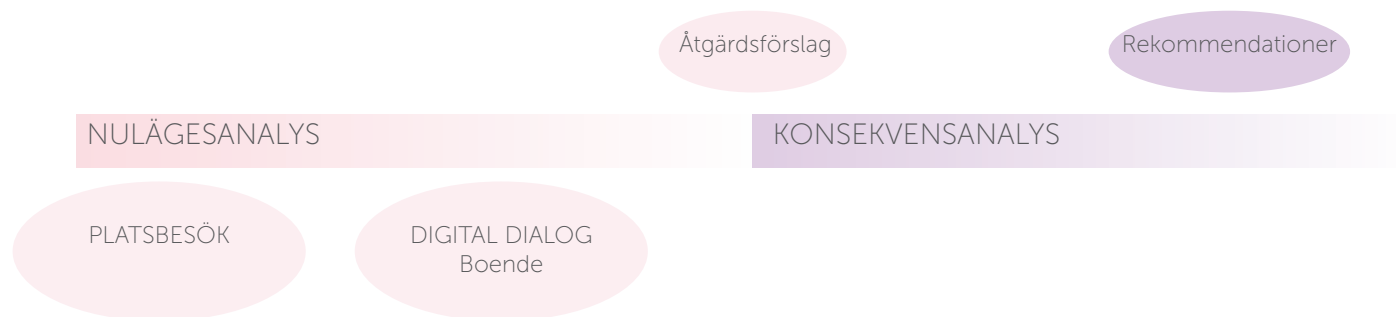 Åtgärdsförslag
Rekommendationer
NULÄGESANALYS
KONSEKVENSANALYS
PLATSBESÖK
DIGITAL DIALOG
Boende